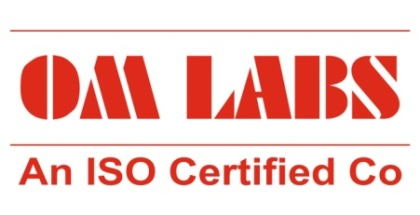 OM LABS
An ISO Certified Co